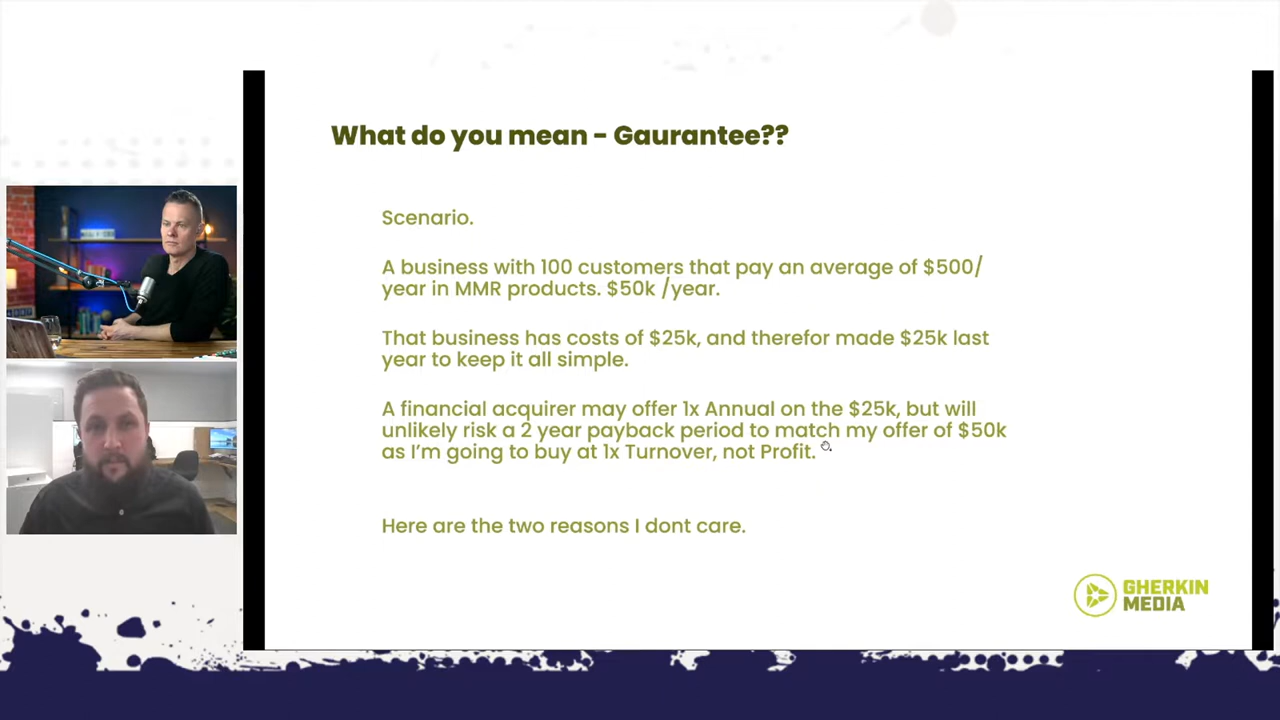 What do you mean - Gaurantee??
Scenario.
A business with 100 customers that pay an average of $500/
year in MMR products. $50k /year.
That business has costs of $25k, and therefor made $25k last
year to keep it all simple.
A financial acquirer may offer 1x Annual on the $25k, but will
unlikely risk a 2 year payback period to match my offer of $50k
as I'm going to buy at 1x Turnover, not Profit.
Here are the two reasons I dont care.
GHERKIN
MEDIA